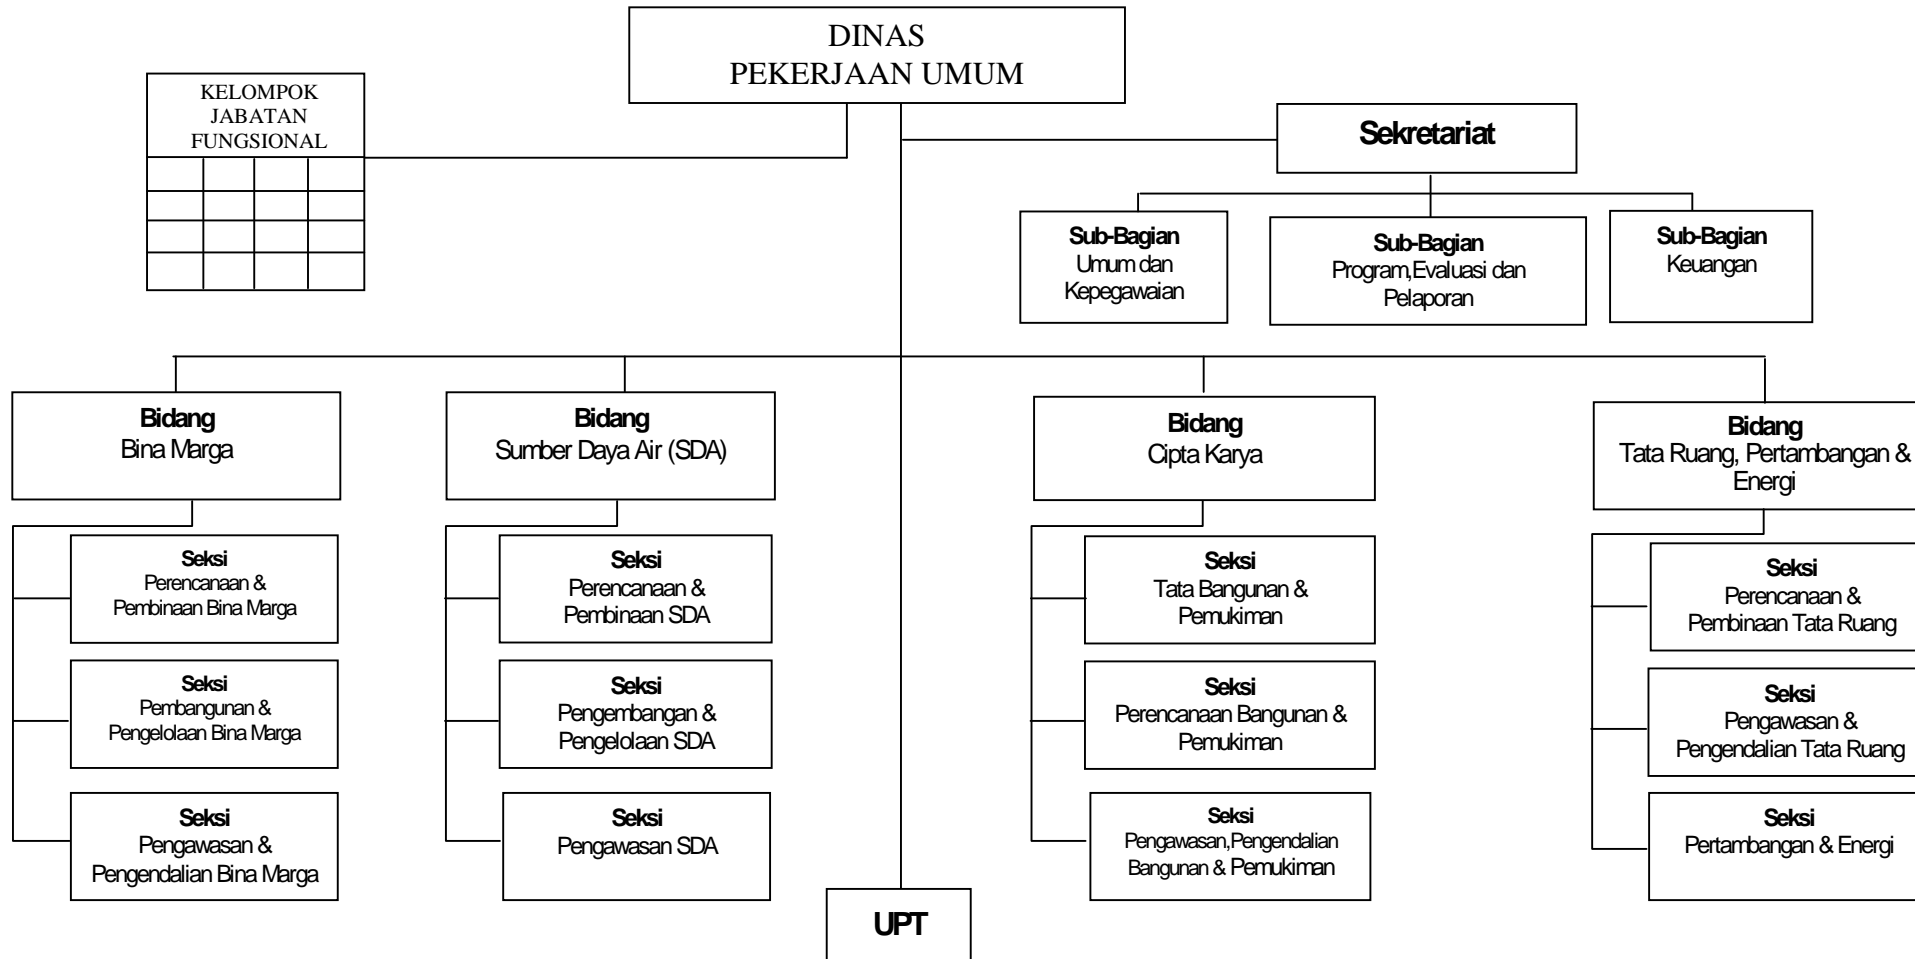 DINAS
PEKERJAAN UMUM
KELOMPOK
JABATAN
FUNGSIONAL
Sekretariat
Sub-Bagian
Umum dan
Kepegawaian
Sub-Bagian
Program,Evaluasi dan
Pelaporan
Sub-Bagian
Keuangan
Bidang
Bina Marga
Bidang
Sumber Daya Air (SDA)
Bidang
Cipta Karya
Bidang
Tata Ruang, Pertambangan &
Energi
Seksi
Perencanaan &
Pembinaan Bina Marga
Seksi
Pembangunan &
Pengelolaan Bina Marga
Seksi
Pengawasan &
Pengendalian Bina Marga
Seksi
Perencanaan &
Pembinaan SDA
Seksi
Pengembangan &
Pengelolaan SDA
Seksi
Pengawasan SDA
Seksi
Tata Bangunan &
Pemukiman
Seksi
Perencanaan Bangunan &
Pemukiman
Seksi
Pengawasan,Pengendalian
Bangunan & Pemukiman
Seksi
Perencanaan &
Pembinaan Tata Ruang
Seksi
Pengawasan &
Pengendalian Tata Ruang
Seksi
Pertambangan & Energi
UPT